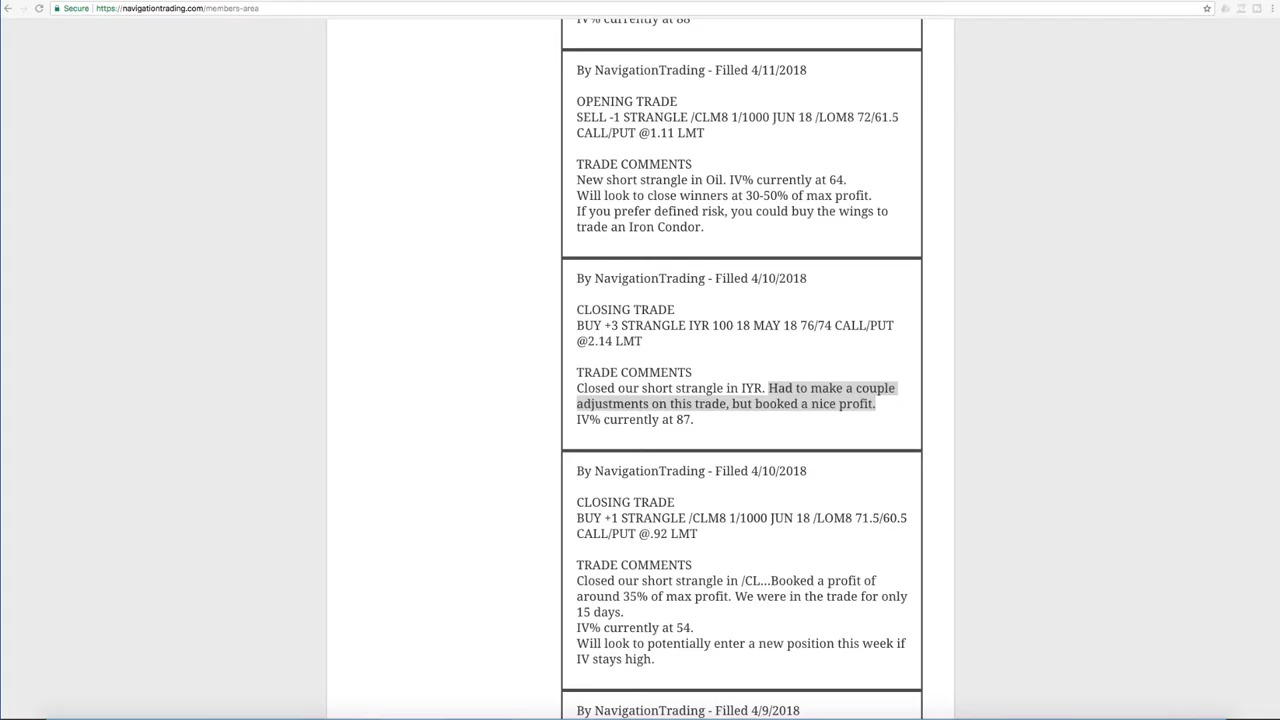 Secure https://navigationtrading.com/members-area
IV% currently at 88
By NavigationTrading - Filled 4/11/2018
OPENING TRADE
SELL -1 STRANGLE /CLM8 1/1000 JUN 18 /LOM8 72/61.5
CALL/PUT @1.11 LMT
TRADE COMMENTS
New short strangle in Oil. IV% currently at 64.
Will look to close winners at 30-50% of max profit.
If you prefer defined risk, you could buy the wings to
trade an Iron Condor.
By NavigationTrading - Filled 4/10/2018
CLOSING TRADE
BUY +3 STRANGLE IYR 100 18 MAY 18 76/74 CALL/PUT
@2.14 LMT
TRADE COMMENTS
Closed our short strangle in IYR. Had to make a couple
adjustments on this trade, but booked a nice profit.
IV% currently at 87.
By NavigationTrading - Filled 4/10/2018
CLOSING TRADE
BUY +1 STRANGLE /CLM8 1/1000 JUN 18 /LOM8 71.5/60.5
CALL/PUT @.92 LMT
TRADE COMMENTS
Closed our short strangle in /CL...Booked a profit of
around 35% of max profit. We were in the trade for only
15 days.
IV% currently at 54.
Will look to potentially enter a new position this week if
IV stays high.
By NavigationTrading - Filled 4/9/2018